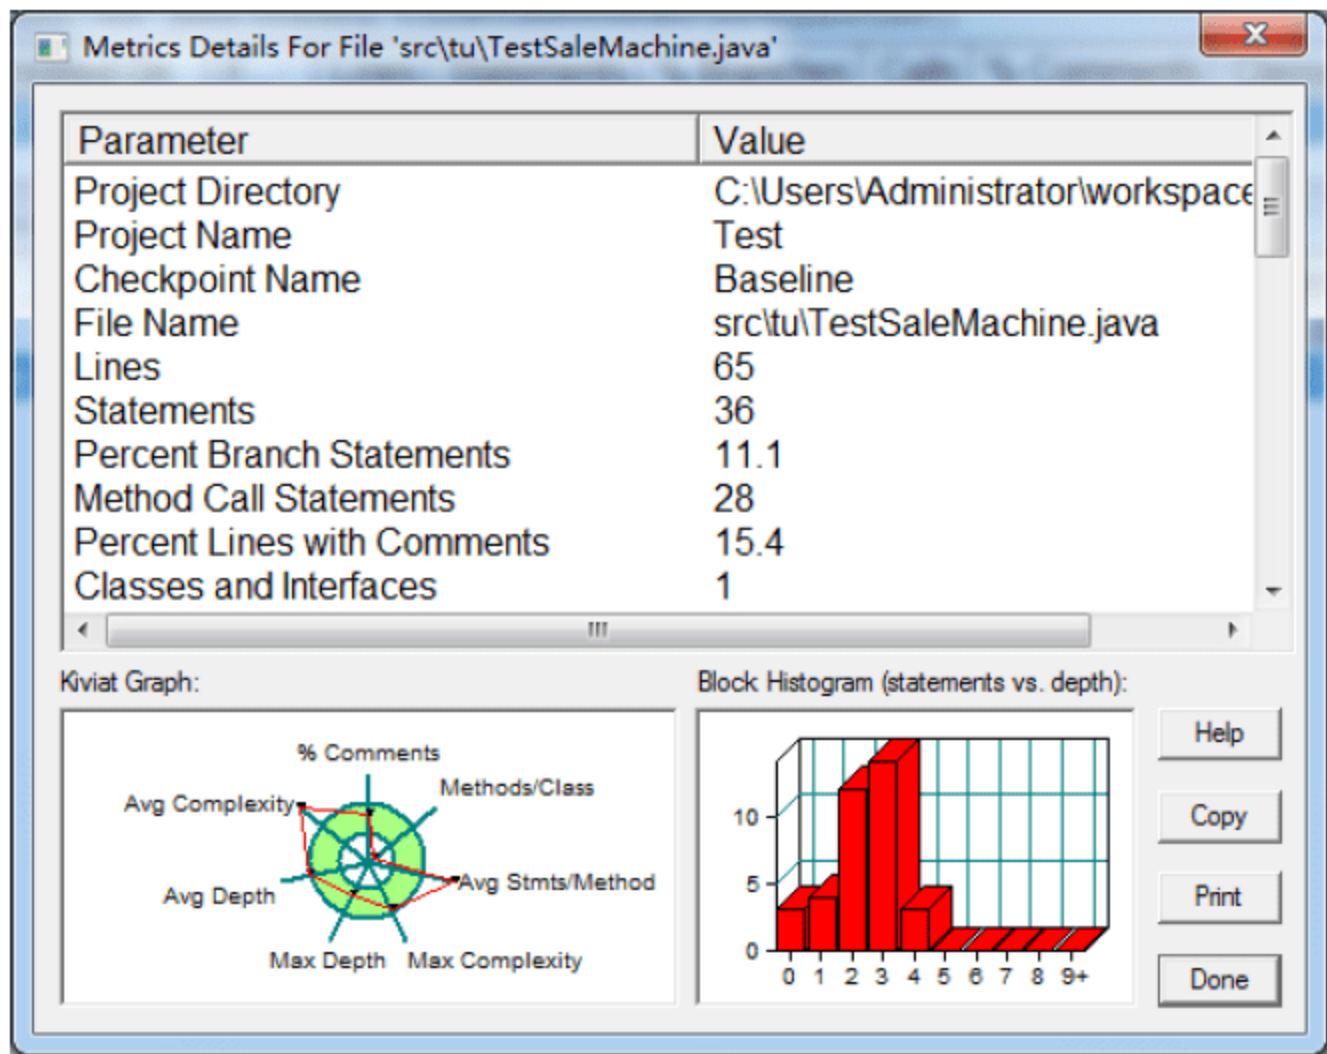 Metrics Details For File 'src\tu\TestSaleMachine.java'
Parameter Value
Project Directory C:\Users\Administrator\workspace
Project Name Test
Checkpoint Name Baseline
File Name src\tu\TestSaleMachine.java
Lines 65
Statements 36
Percent Branch Statements 11.1
Method Call Statements 28
Percent Lines with Comments 15.4
Classes and Interfaces 1
Kiviat Graph:
% Comments
Methods/Class
Avg Complexity
Avg Stmts/Method
Avg Depth
Max Depth Max Complexity
Block Histogram (statements vs. depth):
10
5
0
0 1 2 3 4 5 6 7 8 9+
Help
Copy
Print
Done